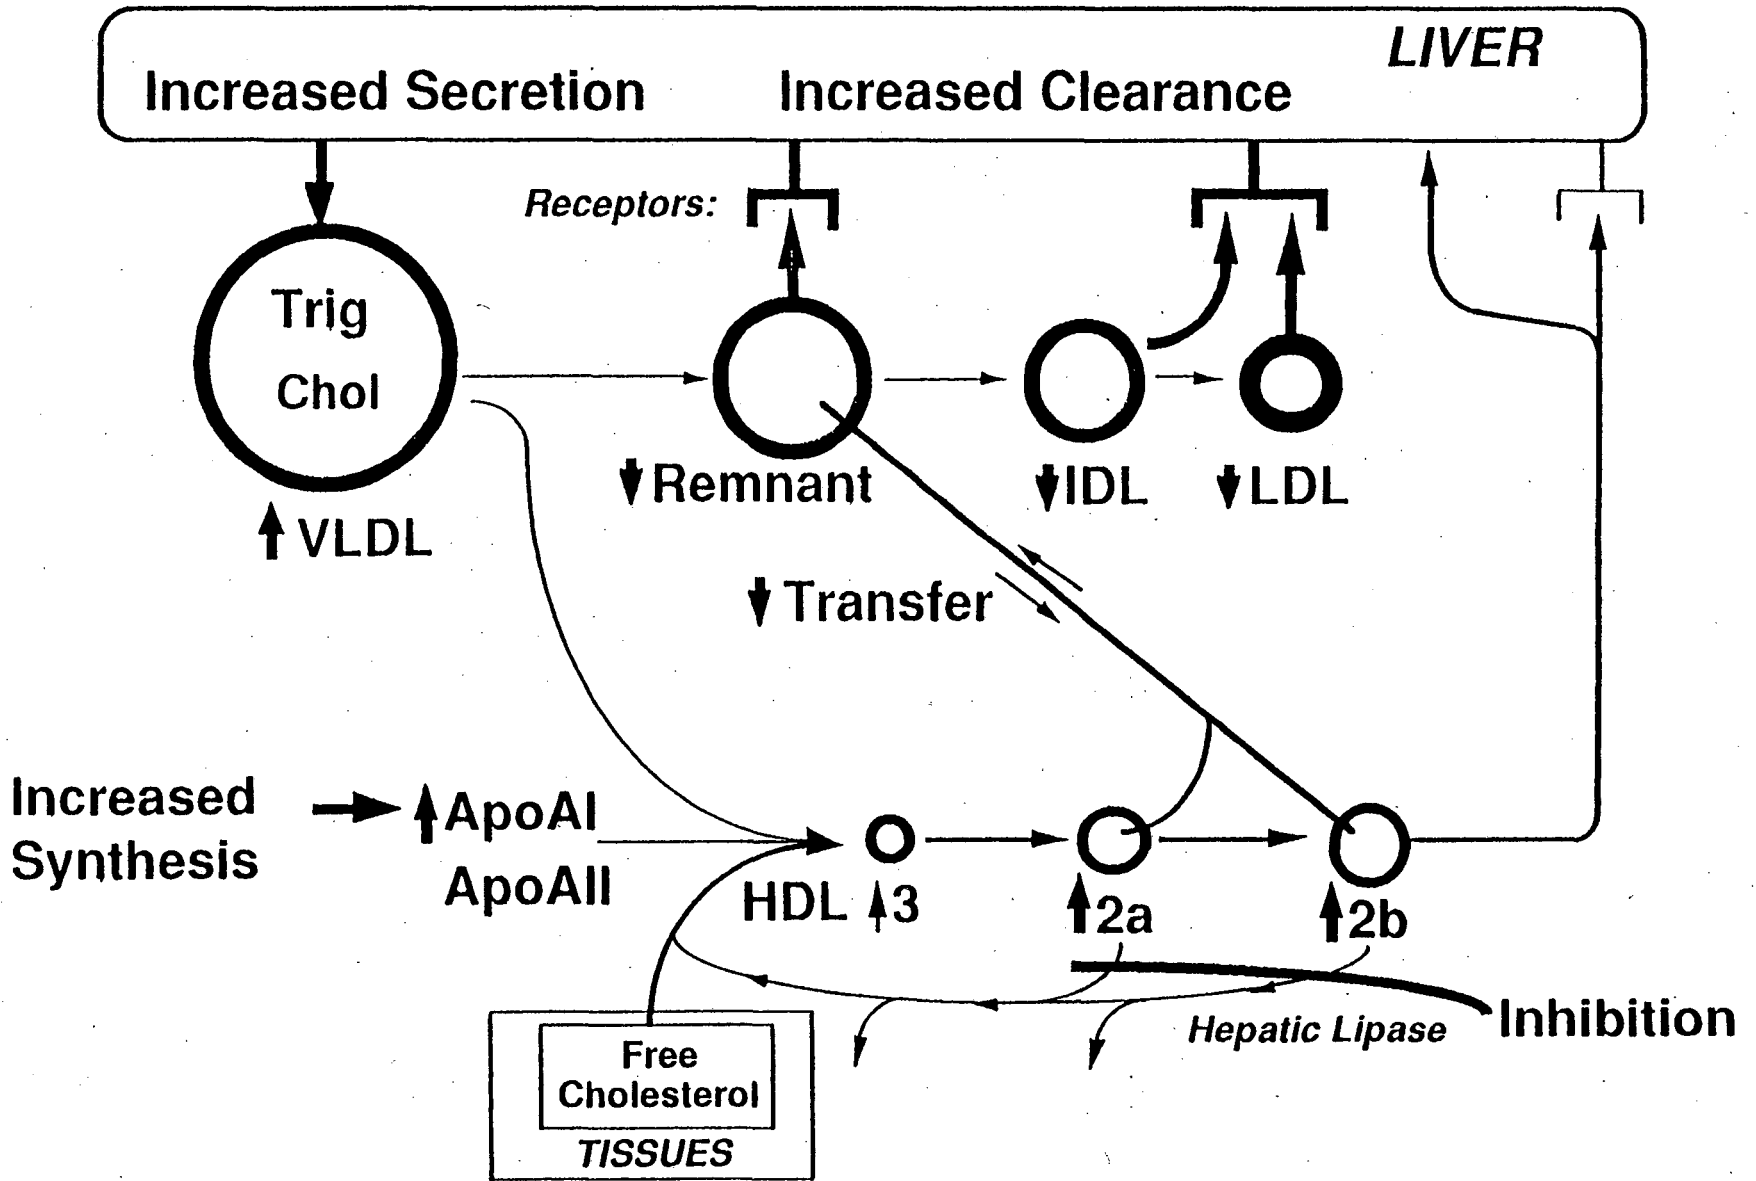 LIVER
Increased Secretion
Increased Clearance
Receptors:
Trig
Chol
↑ VLDL
↓ Remnant
↓ IDL
↓ LDL
↓ Transfer
Increased
Synthesis
↑ ApoAI
ApoAII
HDL ↑3
↑2a
↑2b
Hepatic Lipase
Inhibition
Free
Cholesterol
TISSUES